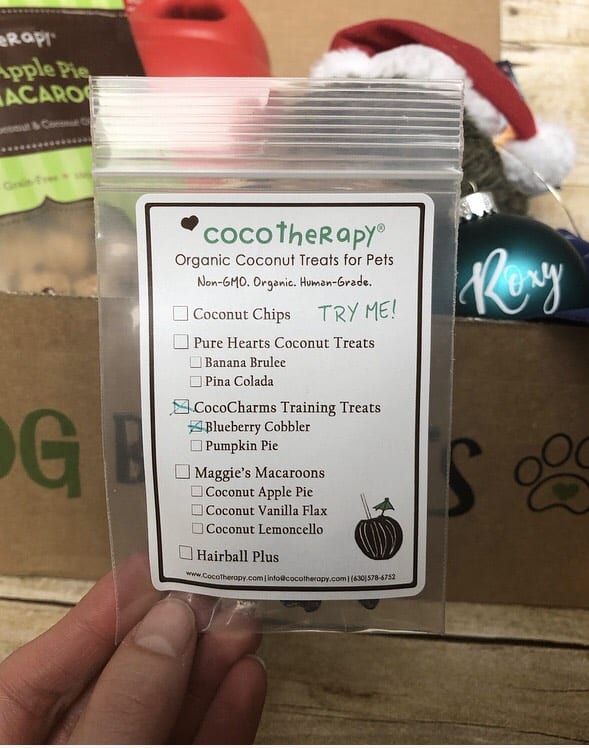 Apple Pie
cocotherapy®
Organic Coconut Treats for Pets
Non-GMO. Organic. Human-Grade.
Coconut Chips TRY ME!
Pure Hearts Coconut Treats
Banana Brulee
Pina Colada
CocoCharms Training Treats
Blueberry Cobbler
Pumpkin Pie
Maggie's Macaroons
Coconut Apple Pie
Coconut Vanilla Flax
Coconut Lemoncello
Hairball Plus
www.CocoTherapy.com | info@cocotherapy.com | (630)578-6752
Roxy